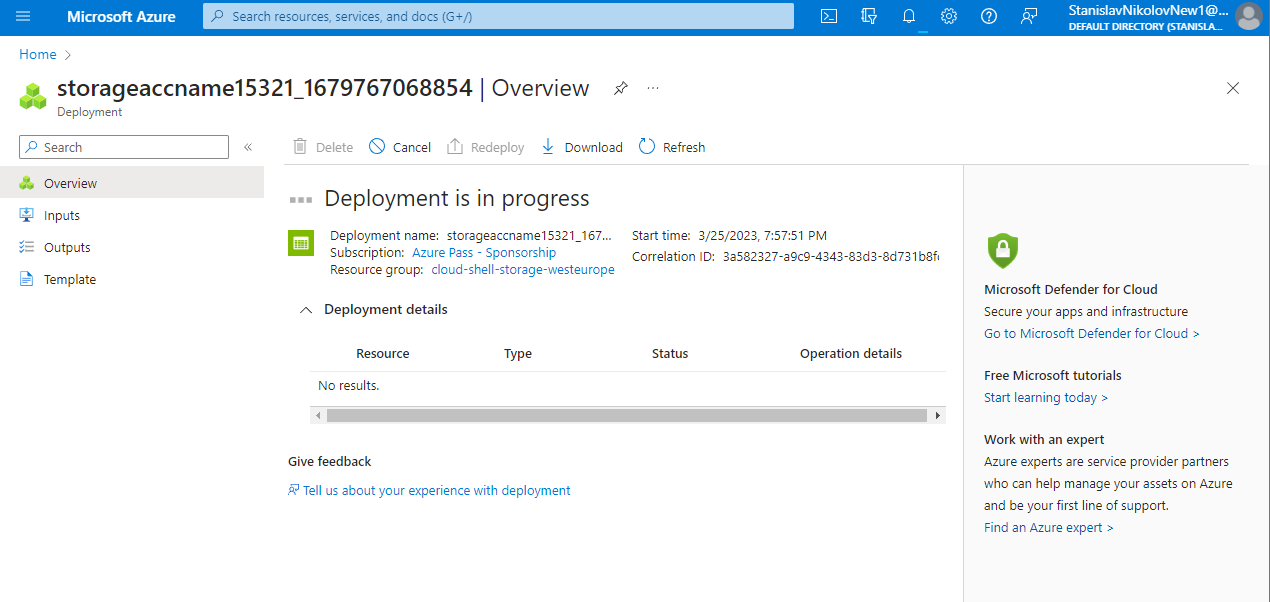 Microsoft Azure
Search resources, services, and docs (G+/)
StanislavNikolovNew1@...
DEFAULT DIRECTORY (STANISLA...
Home >
storageaccname15321_1679767068854 | Overview
...
Deployment
Search
«
Delete
Cancel
Redeploy
Download
Refresh
Overview
Inputs
Outputs
Template
Deployment is in progress
Deployment name: storageaccname15321_167...
Subscription: Azure Pass - Sponsorship
Resource group: cloud-shell-storage-westeurope
Start time: 3/25/2023, 7:57:51 PM
Correlation ID: 3a582327-a9c9-4343-83d3-8d731b8f
Deployment details
Resource Type Status Operation details
No results.
Give feedback
Tell us about your experience with deployment
Microsoft Defender for Cloud
Secure your apps and infrastructure
Go to Microsoft Defender for Cloud >
Free Microsoft tutorials
Start learning today >
Work with an expert
Azure experts are service provider partners
who can help manage your assets on Azure
and be your first line of support.
Find an Azure expert >